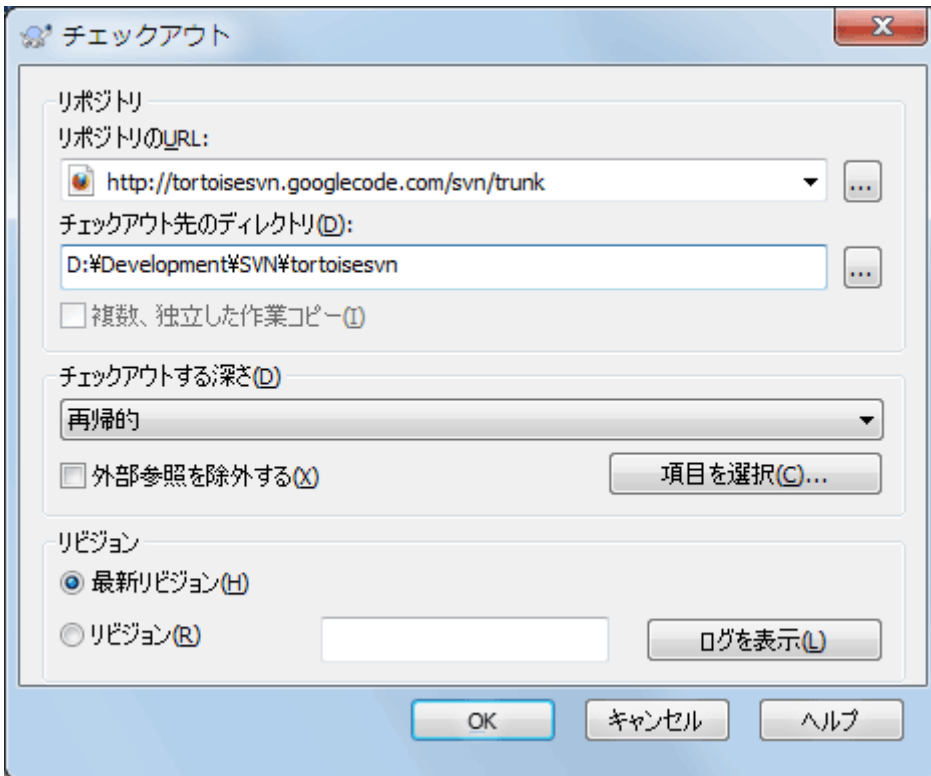 チェックアウト
リポジトリ
リポジトリのURL:
http://tortoisesvn.googlecode.com/svn/trunk
...
チェックアウト先のディレクトリ(D):
D:¥Development¥SVN¥tortoisesvn
...
複数、独立した作業コピー(I)
チェックアウトする深さ(D)
再帰的
外部参照を除外する(X)
項目を選択(C)...
リビジョン
最新リビジョン(H)
リビジョン(R)
ログを表示(L)
OK
キャンセル
ヘルプ